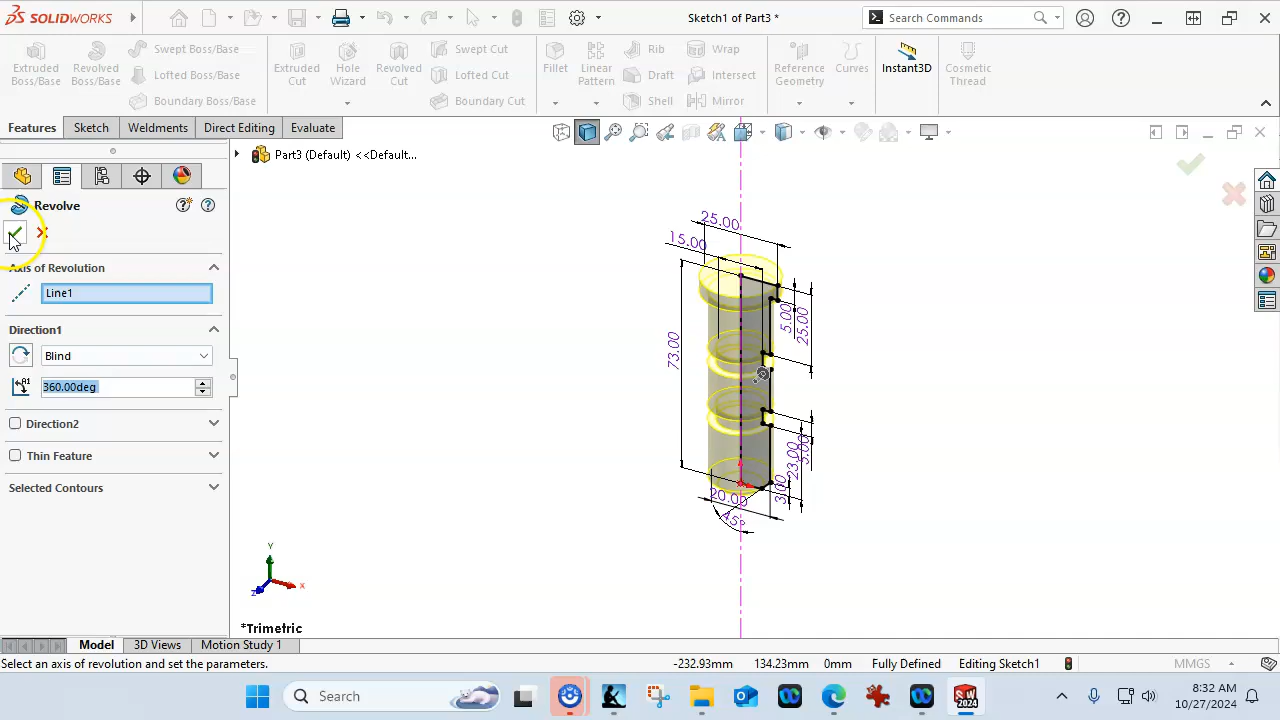 SOLIDWORKS
Sketch1 of Part3 *
Search Commands
Extruded Boss/Base
Revolved Boss/Base
Swept Boss/Base
Lofted Boss/Base
Boundary Boss/Base
Extruded Cut
Hole Wizard
Revolved Cut
Swept Cut
Lofted Cut
Boundary Cut
Fillet
Linear Pattern
Rib
Draft
Shell
Wrap
Intersect
Mirror
Reference Geometry
Curves
Instant3D
Cosmetic Thread
Features
Sketch
Weldments
Direct Editing
Evaluate
Part3 (Default) <<Default...
Revolve
Axis of Revolution
Line1
Direction1
Blind
360.00deg
Direction2
Thin Feature
Selected Contours
25.00
15.00
73.00
5.00
25.00
23.00
5.00
3.00
20.00
45°
Y
X
Z
*Trimetric
Model
3D Views
Motion Study 1
Select an axis of revolution and set the parameters.
-232.93mm
134.23mm
0mm
Fully Defined
Editing Sketch1
MMGS
Search
8:32 AM
10/27/2024